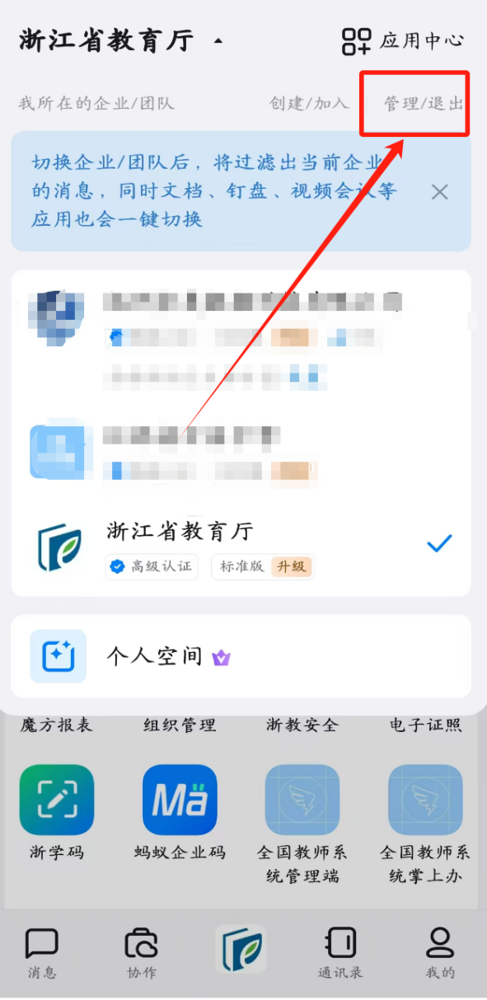 浙江省教育厅
应用中心
我所在的企业/团队 创建/加入 管理/退出
切换企业/团队后，将过滤出当前企业
的消息，同时文档、钉盘、视频会议等
应用也会一键切换
浙江省教育厅
高级认证 标准版 升级
个人空间
魔方报表 组织管理 浙教安全 电子证照
Mä
浙学码 蚂蚁企业码 全国教师系 全国教师系
统管理端 统掌上办
消息 协作 通讯录 我的